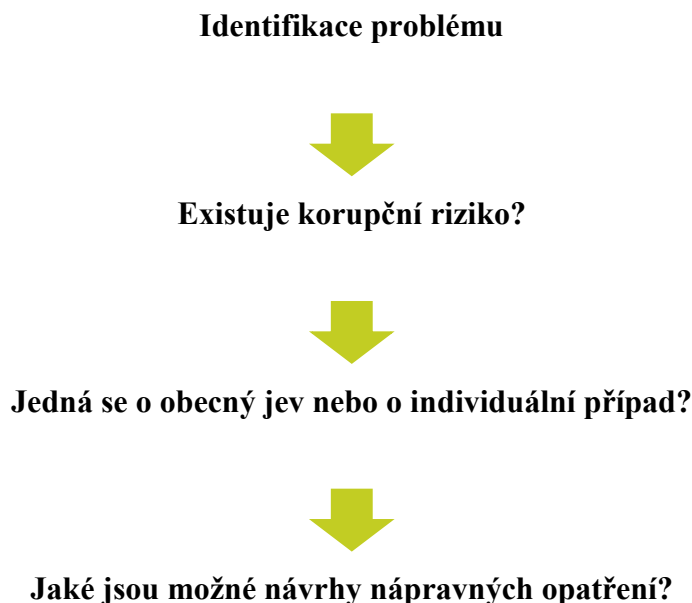 Identifikace problému
Existuje korupční riziko?
Jedná se o obecný jev nebo o individuální případ?
Jaké jsou možné návrhy nápravných opatření?